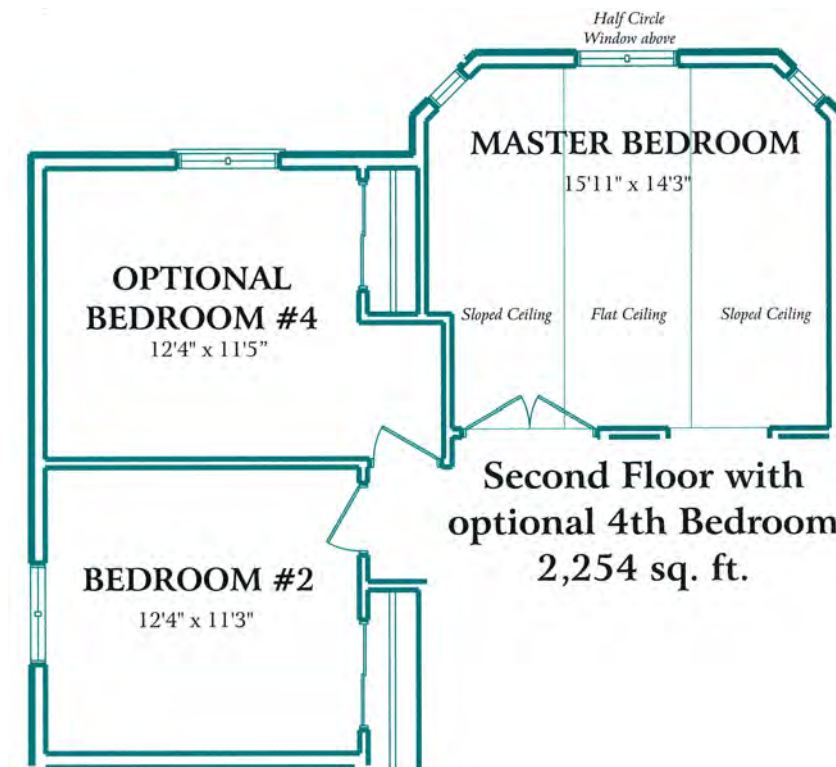 Half Circle
Window above
MASTER BEDROOM
15'11" x 14'3"
OPTIONAL
BEDROOM #4
12'4" x 11'5”
Sloped Ceiling
Flat Ceiling
Sloped Ceiling
Second Floor with
optional 4th Bedroom
2,254 sq. ft.
BEDROOM #2
12'4" x 11'3"